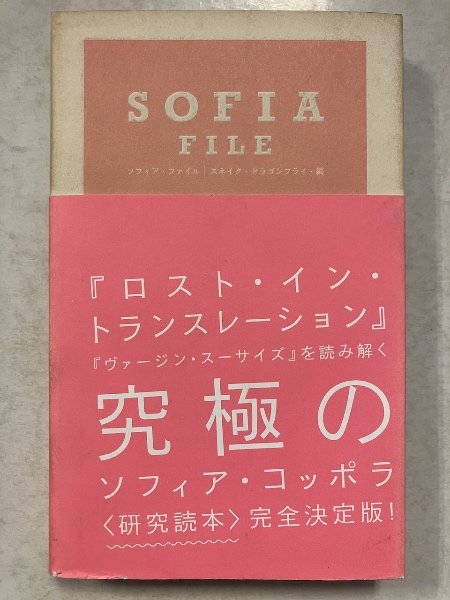 SOFIA
FILE
ソフィア・ファイル|スネイク・ドラゴンフライ・編
『ロスト・イン・
トランスレーション』
『ヴァージン・スーサイズ』を読み解く
究極の
ソフィア・コッポラ
〈研究読本〉完全決定版!